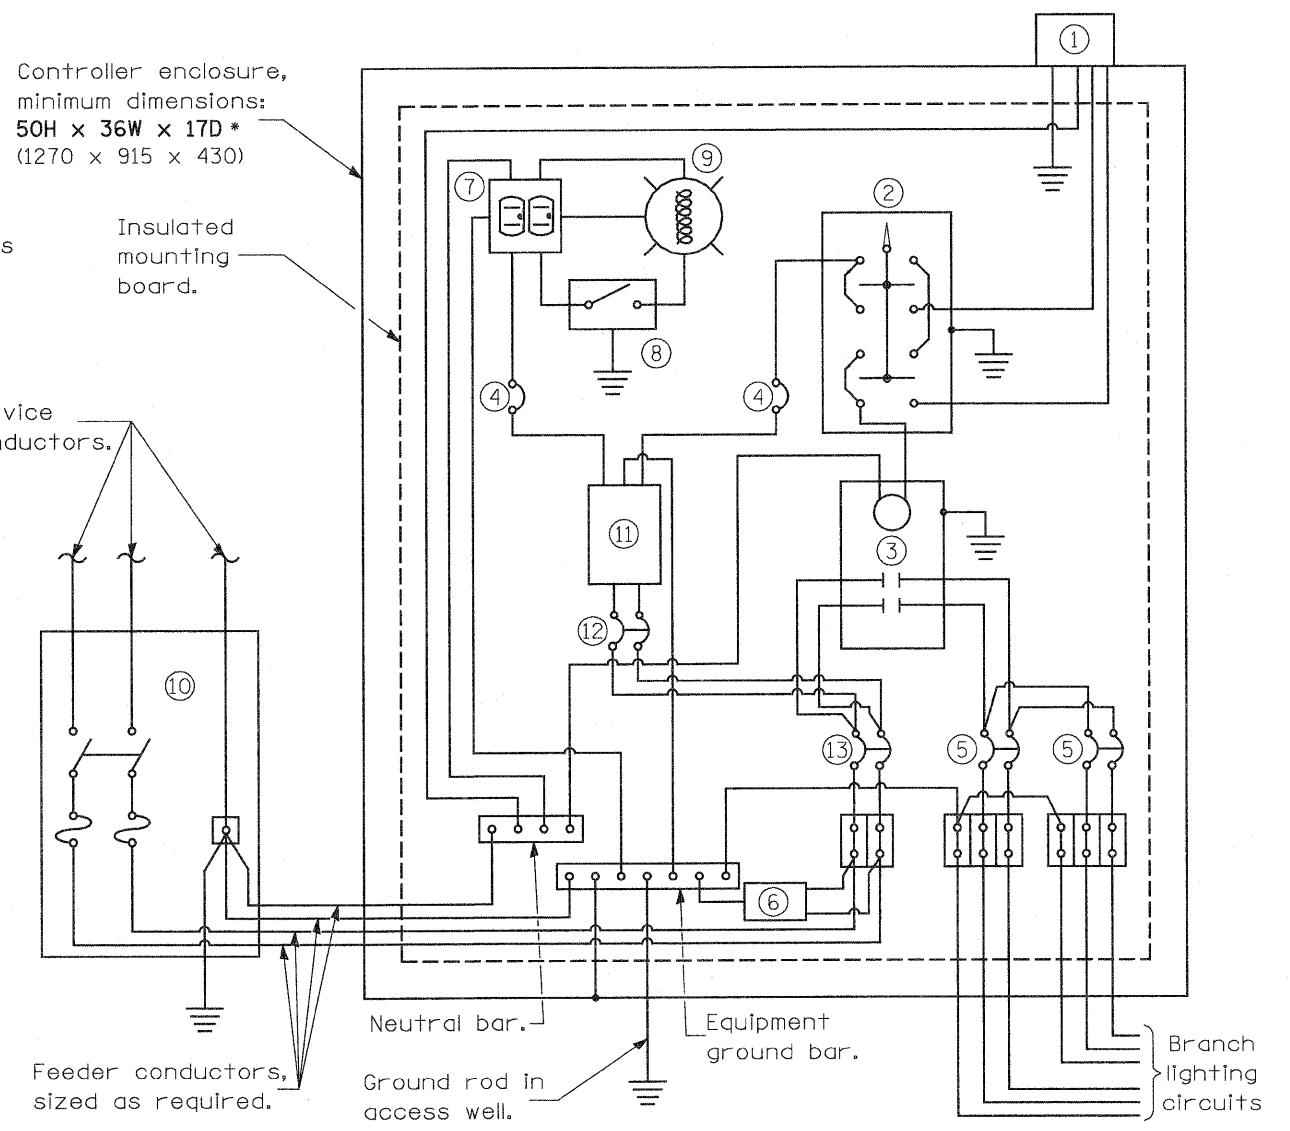 Controller enclosure,
minimum dimensions:
50H x 36W x 17D *
(1270 x 915 x 430)
Insulated
mounting
board.
s
vice
nductors.
1
2
3
4
4
5
5
6
7
8
9
10
11
12
13
Neutral bar.
Equipment
ground bar.
Ground rod in
access well.
Feeder conductors,
sized as required.
Branch
lighting
circuits